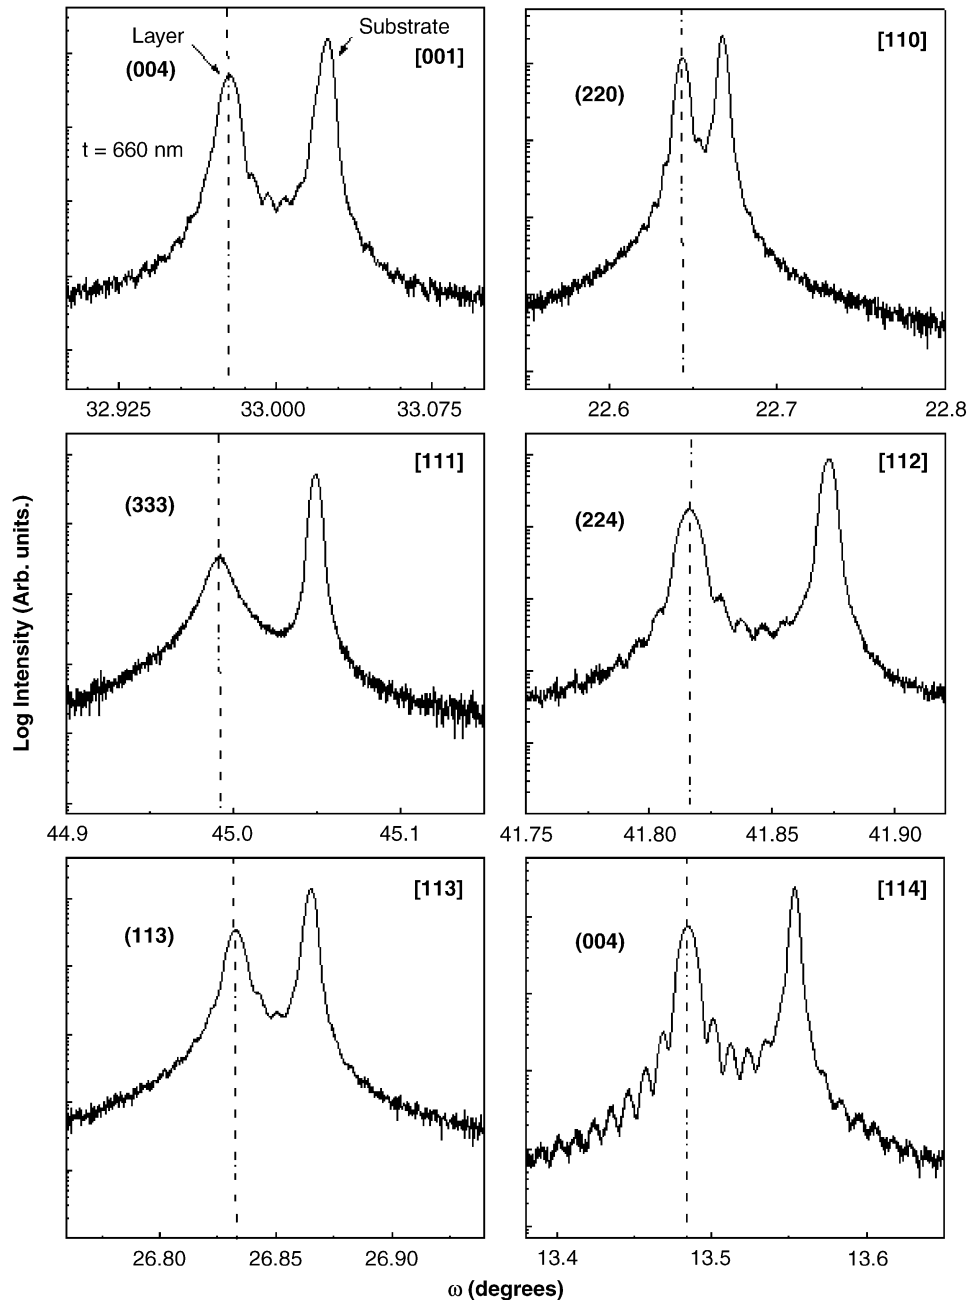 Layer
Substrate
[001]
(004)
t = 660 nm
32.925 33.000 33.075
[110]
(220)
22.6 22.7 22.8
[111]
(333)
44.9 45.0 45.1
[112]
(224)
41.75 41.80 41.85 41.90
[113]
(113)
26.80 26.85 26.90
[114]
(004)
13.4 13.5 13.6
Log Intensity (Arb. units.)
ω (degrees)